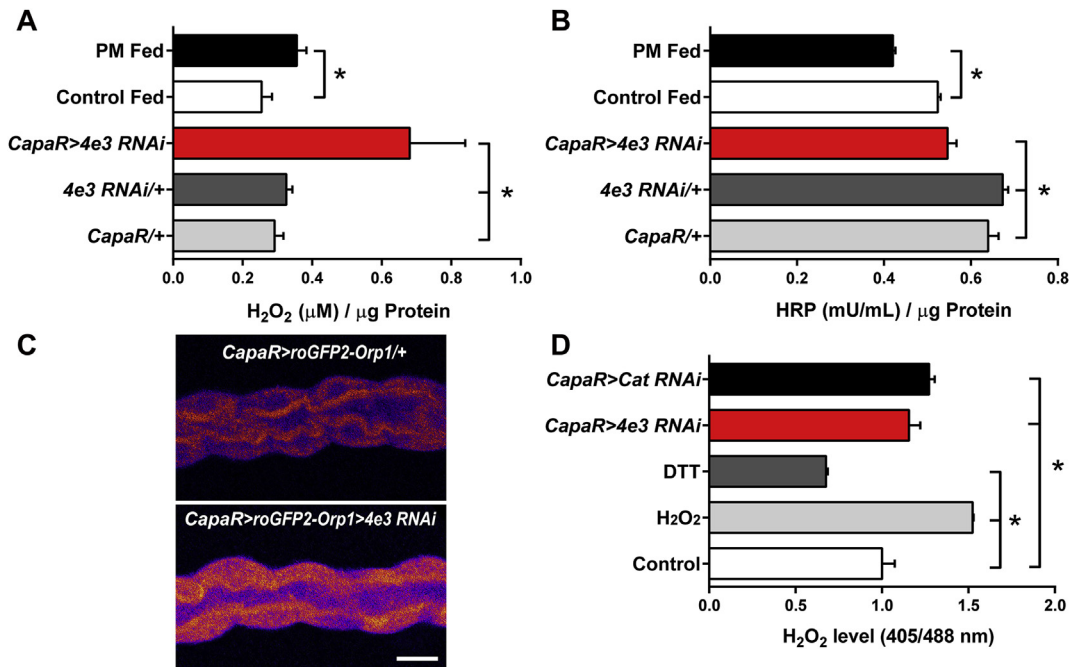 A
PM Fed
Control Fed
CapaR>4e3 RNAi
4e3 RNAi/+
CapaR/+
*
*
0.0 0.2 0.4 0.6 0.8 1.0
H₂O₂ (μM) / μg Protein
B
PM Fed
Control Fed
CapaR>4e3 RNAi
4e3 RNAi/+
CapaR/+
*
*
0.0 0.2 0.4 0.6 0.8
HRP (mU/mL) / μg Protein
C
CapaR>roGFP2-Orp1/+
CapaR>roGFP2-Orp1>4e3 RNAi
D
CapaR>Cat RNAi
CapaR>4e3 RNAi
DTT
H₂O₂
Control
*
*
0.0 0.5 1.0 1.5 2.0
H₂O₂ level (405/488 nm)